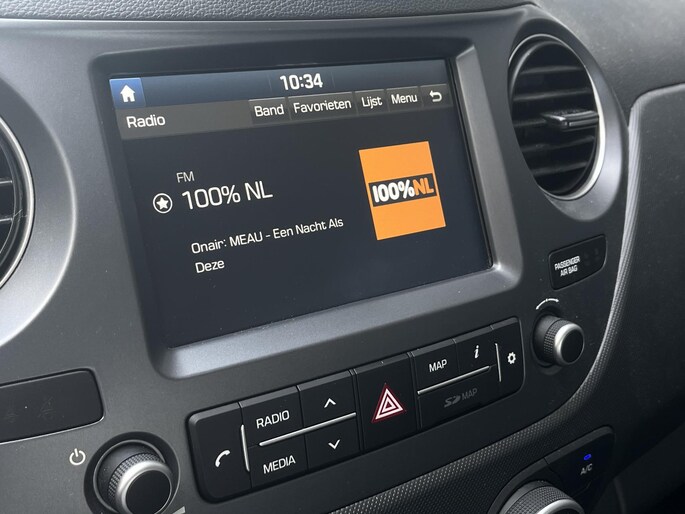 10:34
Radio
Band Favorieten Lijst Menu
FM
100% NL
100%NL
Onair: MEAU - Een Nacht Als
Deze
PASSENGER
AIR BAG
RADIO
MEDIA
MAP i
SD MAP
A/C